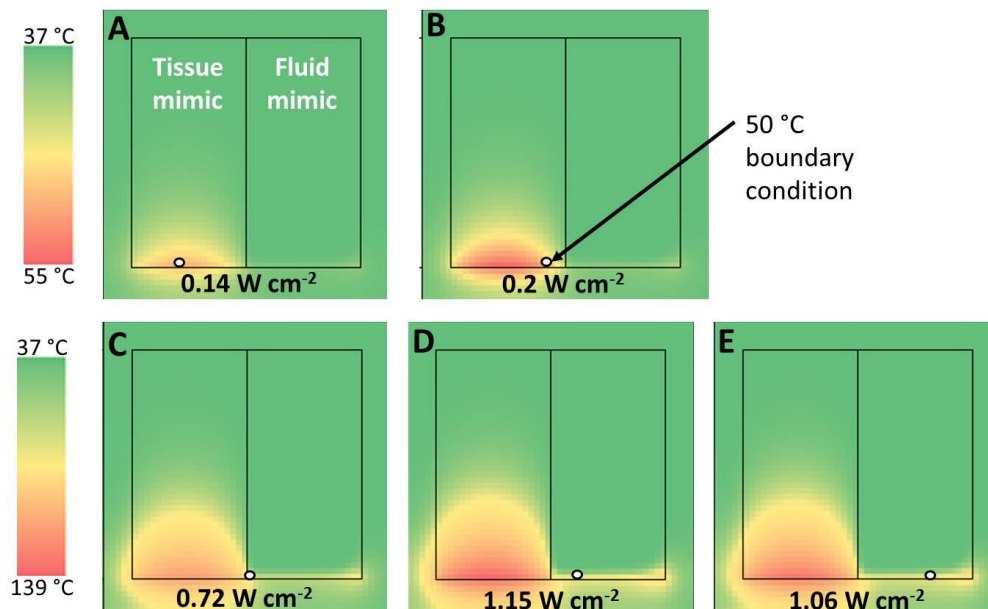 37 °C
55 °C
A
Tissue
mimic
Fluid
mimic
0.14 W cm-2
B
0.2 W cm-2
50 °C
boundary
condition
37 °C
139 °C
C
0.72 W cm-2
D
1.15 W cm-2
E
1.06 W cm-2